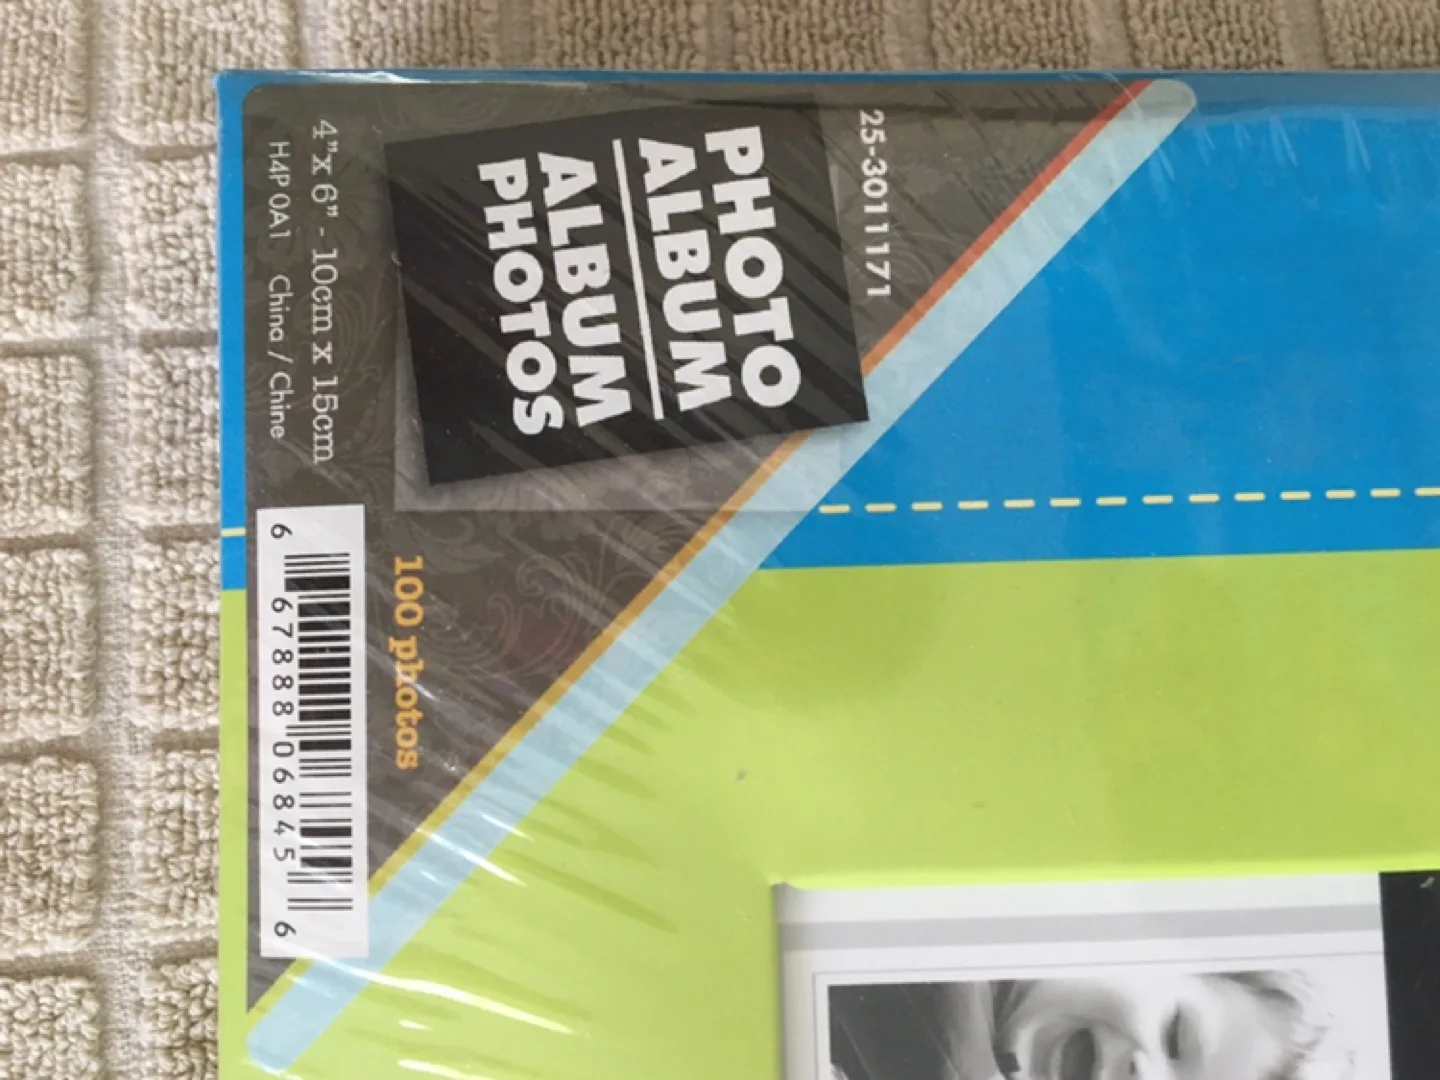 25-3011171
PHOTO
ALBUM
ALBUM
PHOTOS
100 photos
4"x 6" - 10cm x 15cm
H4P 0A1 China / Chine
6 67888 06845 6